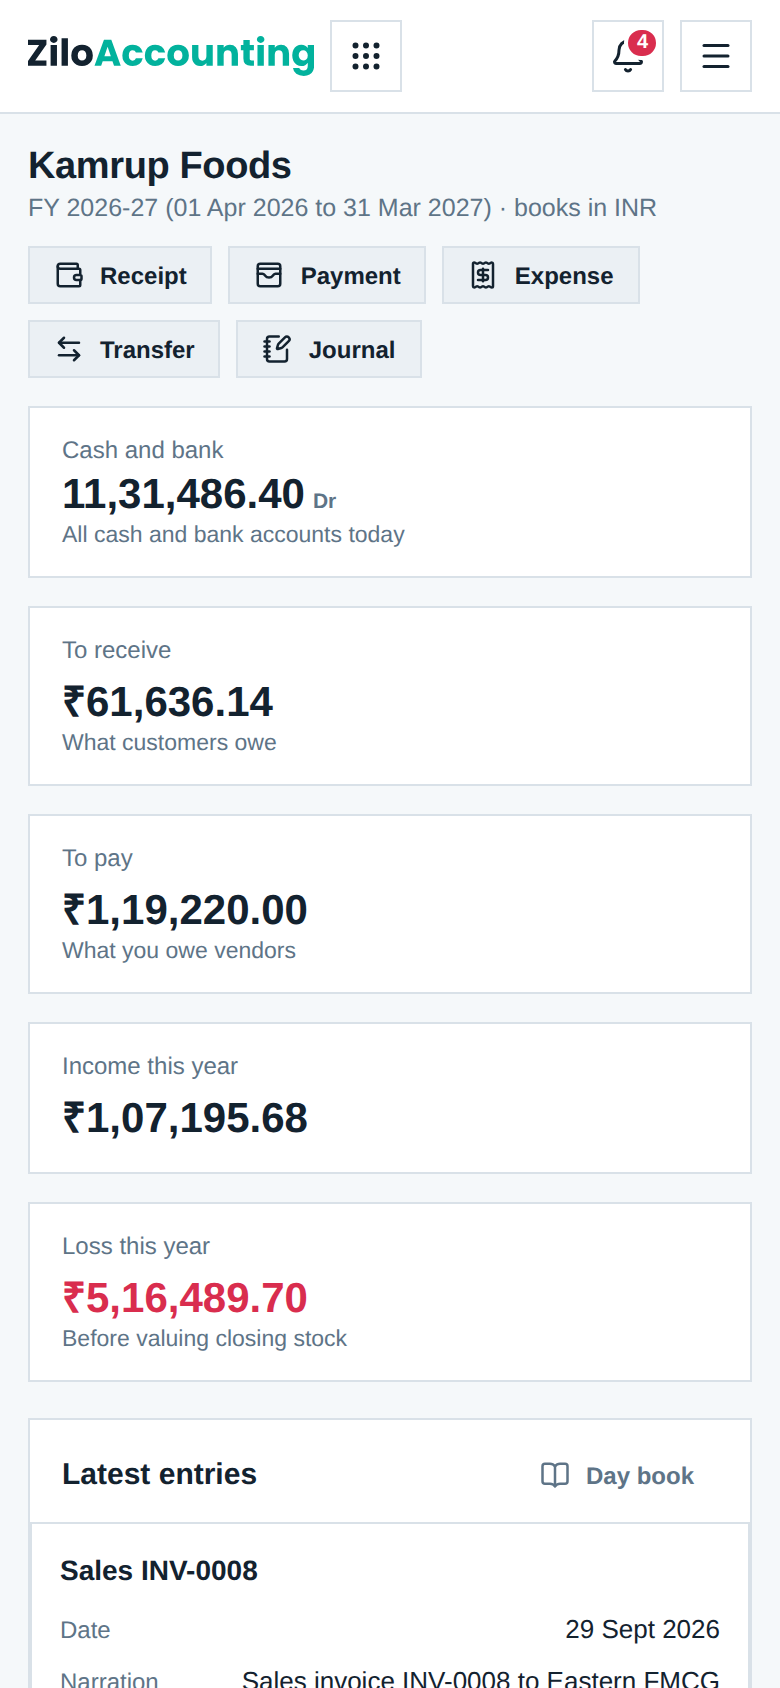 ZiloAccounting
4
Kamrup Foods
FY 2026-27 (01 Apr 2026 to 31 Mar 2027) · books in INR
Receipt Payment Expense
Transfer Journal
Cash and bank
11,31,486.40 Dr
All cash and bank accounts today
To receive
₹61,636.14
What customers owe
To pay
₹1,19,220.00
What you owe vendors
Income this year
₹1,07,195.68
Loss this year
₹5,16,489.70
Before valuing closing stock
Latest entries Day book
Sales INV-0008
Date 29 Sept 2026
Narration Sales invoice INV-0008 to Eastern FMCG